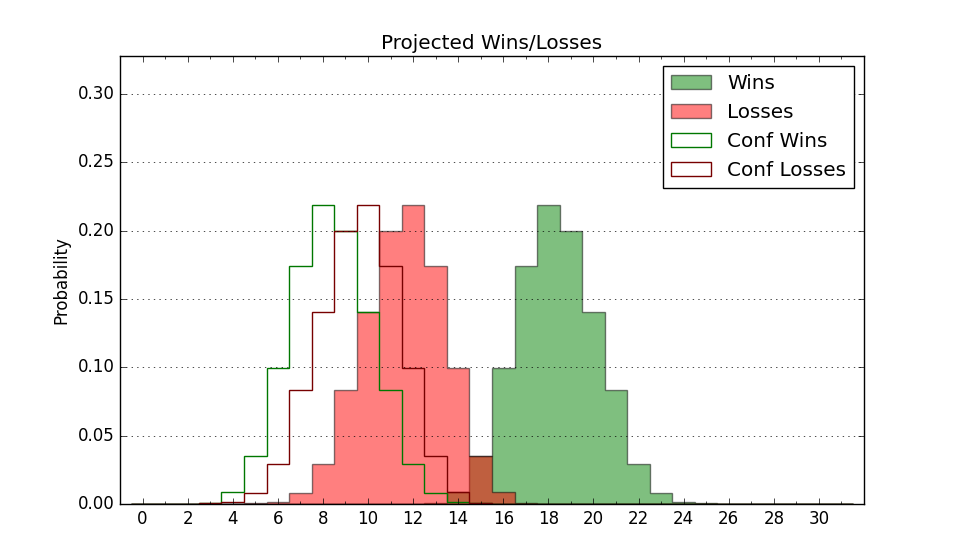 Projected Wins/Losses
Wins
Losses
Conf Wins
Conf Losses
Probability
0.30
0.25
0.20
0.15
0.10
0.05
0.00
0 2 4 6 8 10 12 14 16 18 20 22 24 26 28 30